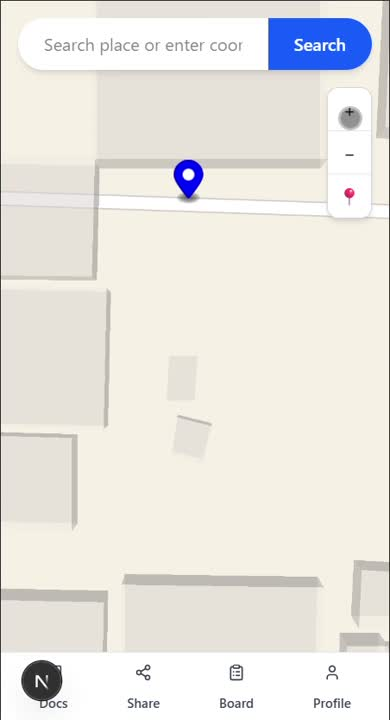 Search place or enter coor
Search
+
−
N
Docs
Share
Board
Profile